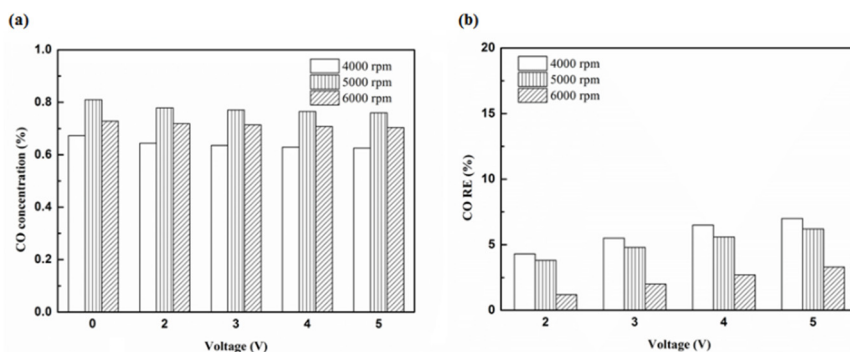 (a)
1.0
0.8
0.6
0.4
0.2
0.0
CO concentration (%)
4000 rpm
5000 rpm
6000 rpm
0 2 3 4 5
Voltage (V)
(b)
20
15
10
5
0
CO RE (%)
4000 rpm
5000 rpm
6000 rpm
2 3 4 5
Voltage (V)